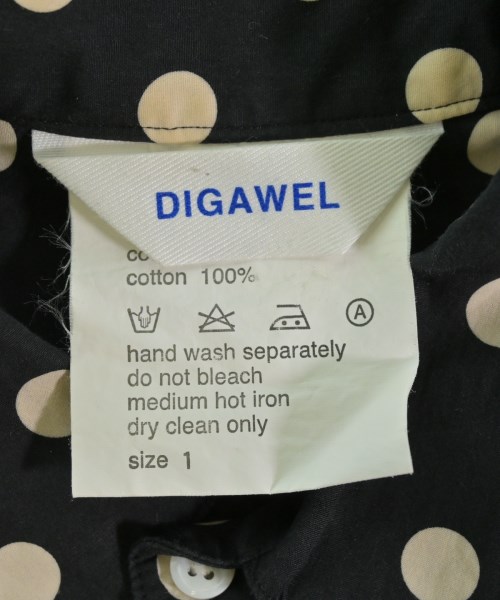 DIGAWEL
cotton 100%
A
hand wash separately
do not bleach
medium hot iron
dry clean only
size 1